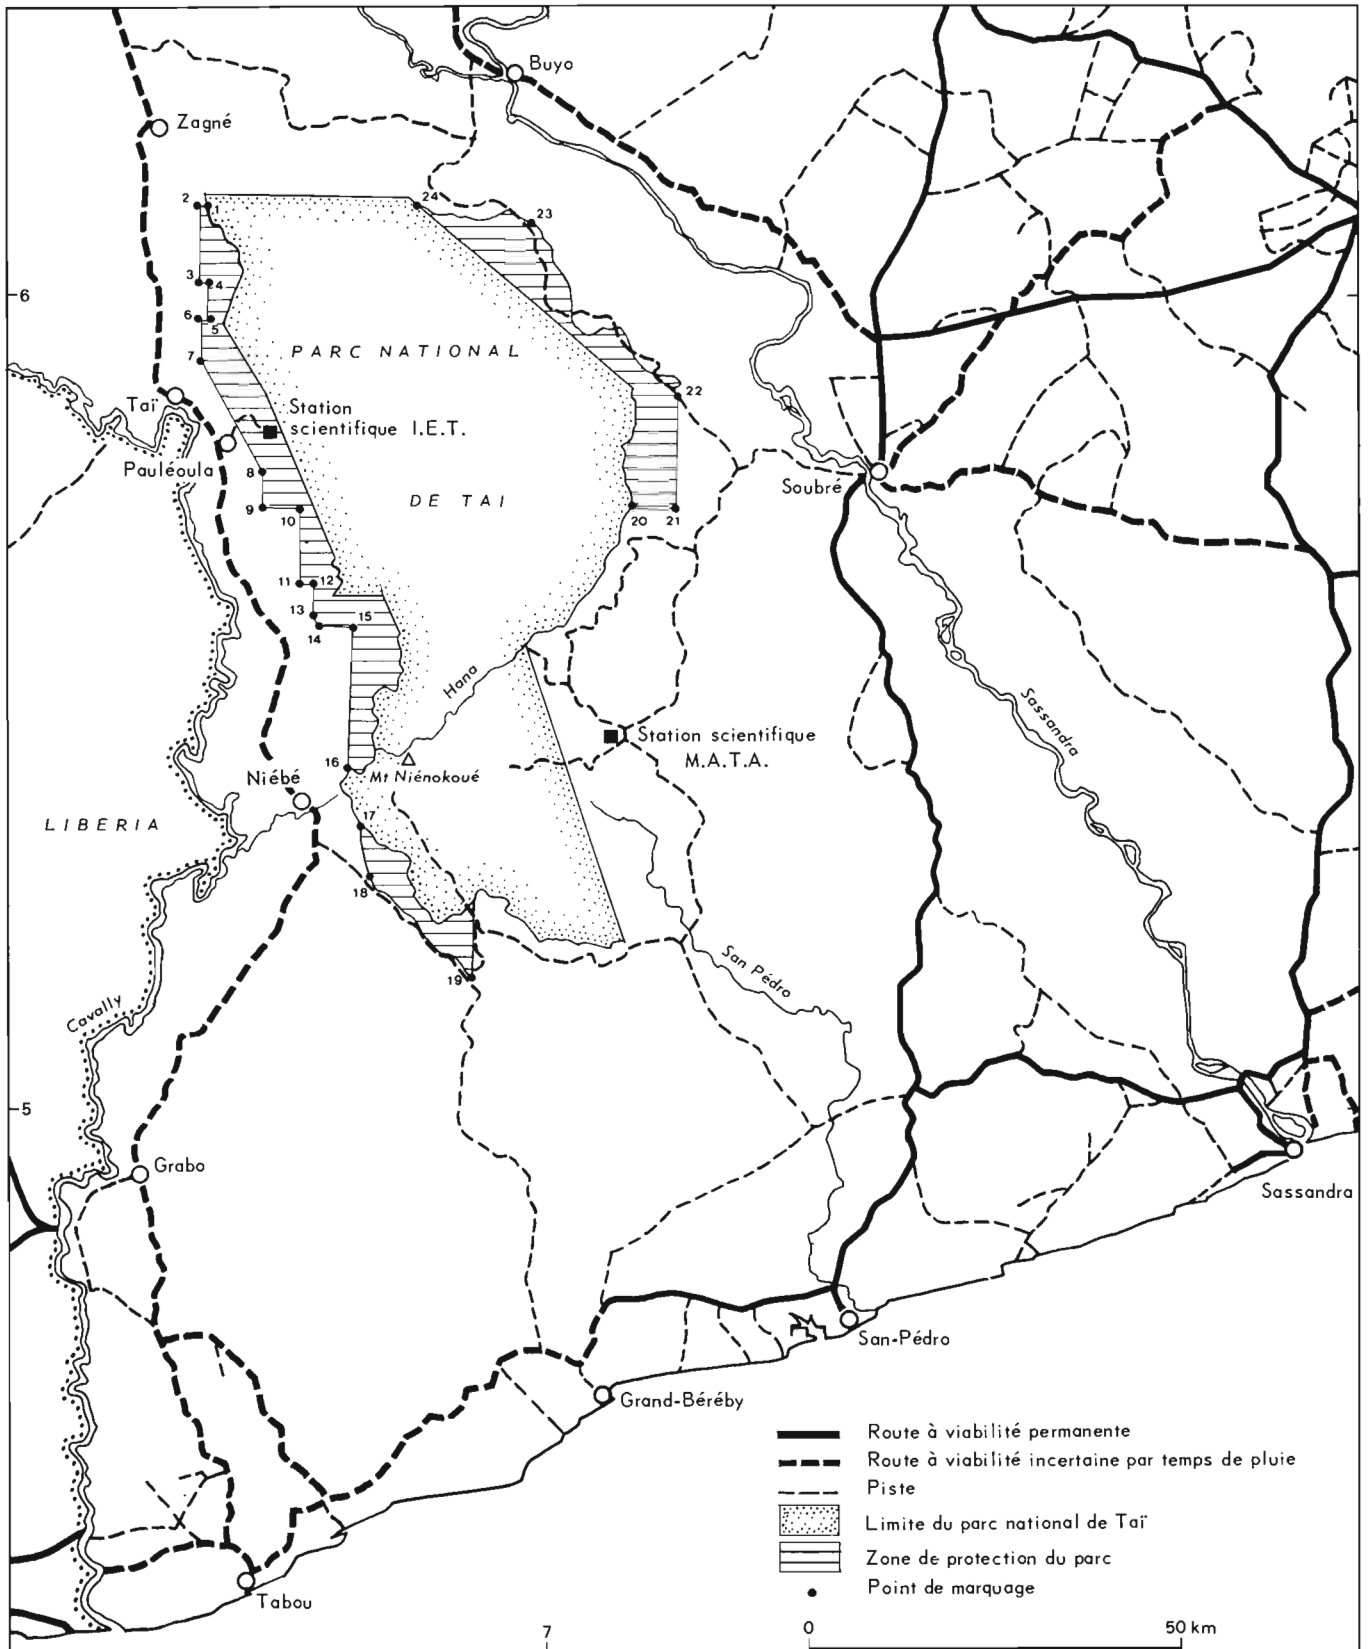 Buyo
Zagné
2
1
24
23
3
24
6
6
5
PARC NATIONAL
7
22
Taï
Station
scientifique I.E.T.
Pauléoula
8
Soubré
DE TAI
9
10
20
21
11
12
13
14
15
Hana
Sassandra
Station scientifique
M.A.T.A.
16
Mt Niénokoué
Niébé
LIBERIA
17
18
San Pédro
19
Cavally
5
Grabo
Sassandra
San-Pédro
Grand-Béréby
Route à viabilité permanente
Route à viabilité incertaine par temps de pluie
Piste
Limite du parc national de Taï
Zone de protection du parc
Point de marquage
Tabou
7
0
50 km